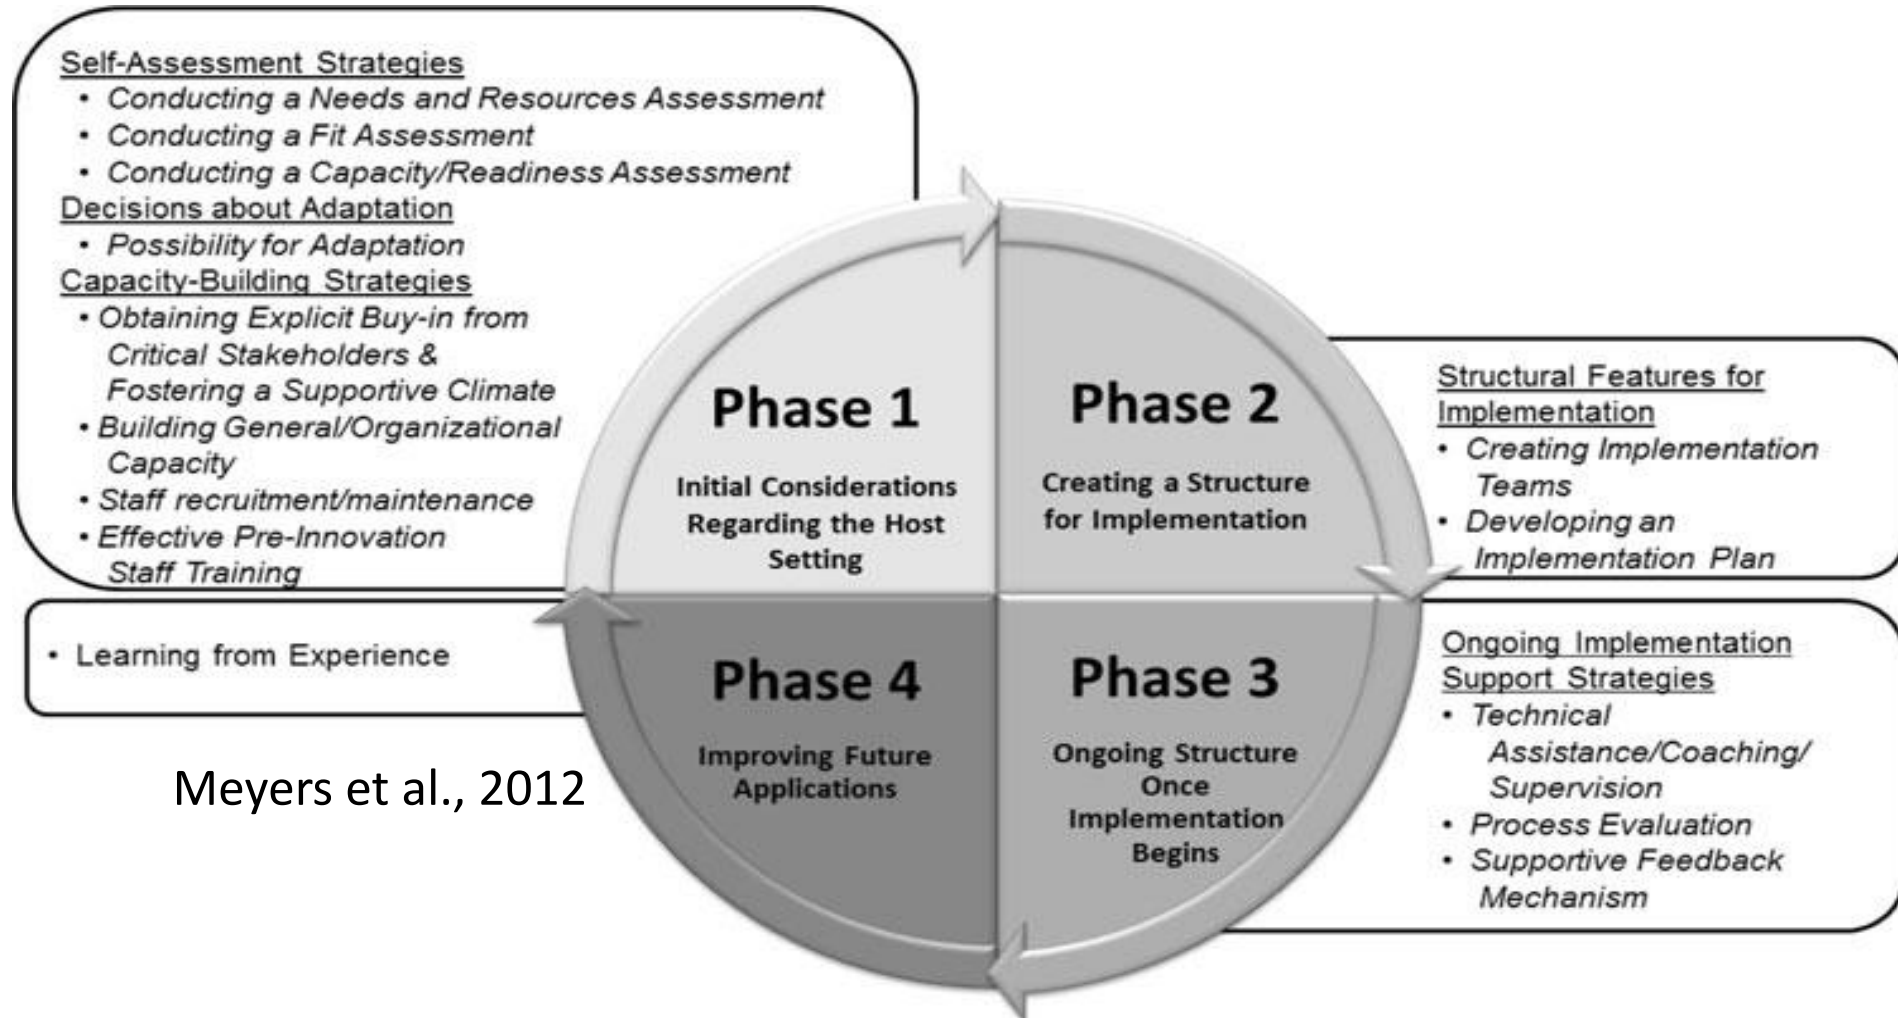 Self-Assessment Strategies
• Conducting a Needs and Resources Assessment
• Conducting a Fit Assessment
• Conducting a Capacity/Readiness Assessment
Decisions about Adaptation
• Possibility for Adaptation
Capacity-Building Strategies
• Obtaining Explicit Buy-in from
Critical Stakeholders &
Fostering a Supportive Climate
• Building General/Organizational
Capacity
• Staff recruitment/maintenance
• Effective Pre-Innovation
Staff Training
Phase 1
Initial Considerations
Regarding the Host
Setting
Phase 2
Creating a Structure
for Implementation
Structural Features for
Implementation
• Creating Implementation
Teams
• Developing an
Implementation Plan
Phase 3
Ongoing Structure
Once
Implementation
Begins
Ongoing Implementation
Support Strategies
• Technical
Assistance/Coaching/
Supervision
• Process Evaluation
• Supportive Feedback
Mechanism
Phase 4
Improving Future
Applications
• Learning from Experience
Meyers et al., 2012